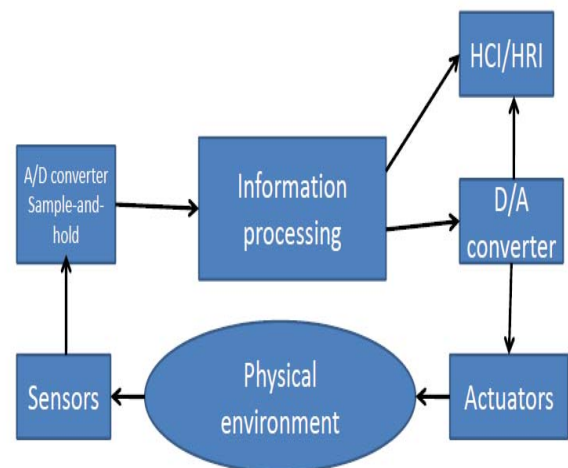 HCI/HRI
A/D converter
Sample-and-
hold
Information
processing
D/A
converter
Sensors
Physical
environment
Actuators